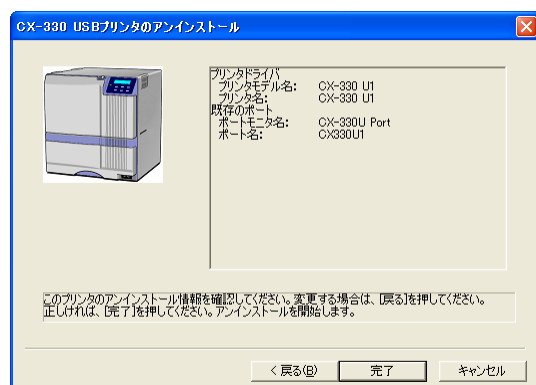 CX-330 USBプリンタのアンインストール
プリンタドライバ
プリンタモデル名: CX-330 U1
プリンタ名: CX-330 U1
既存のポート
ポートモニタ名: CX-330U Port
ポート名: CX330U1
このプリンタのアンインストール情報を確認してください。変更する場合は、[戻る]を押してください。
正しければ、[完了]を押してください。アンインストールを開始します。
< 戻る(B) 完了 キャンセル